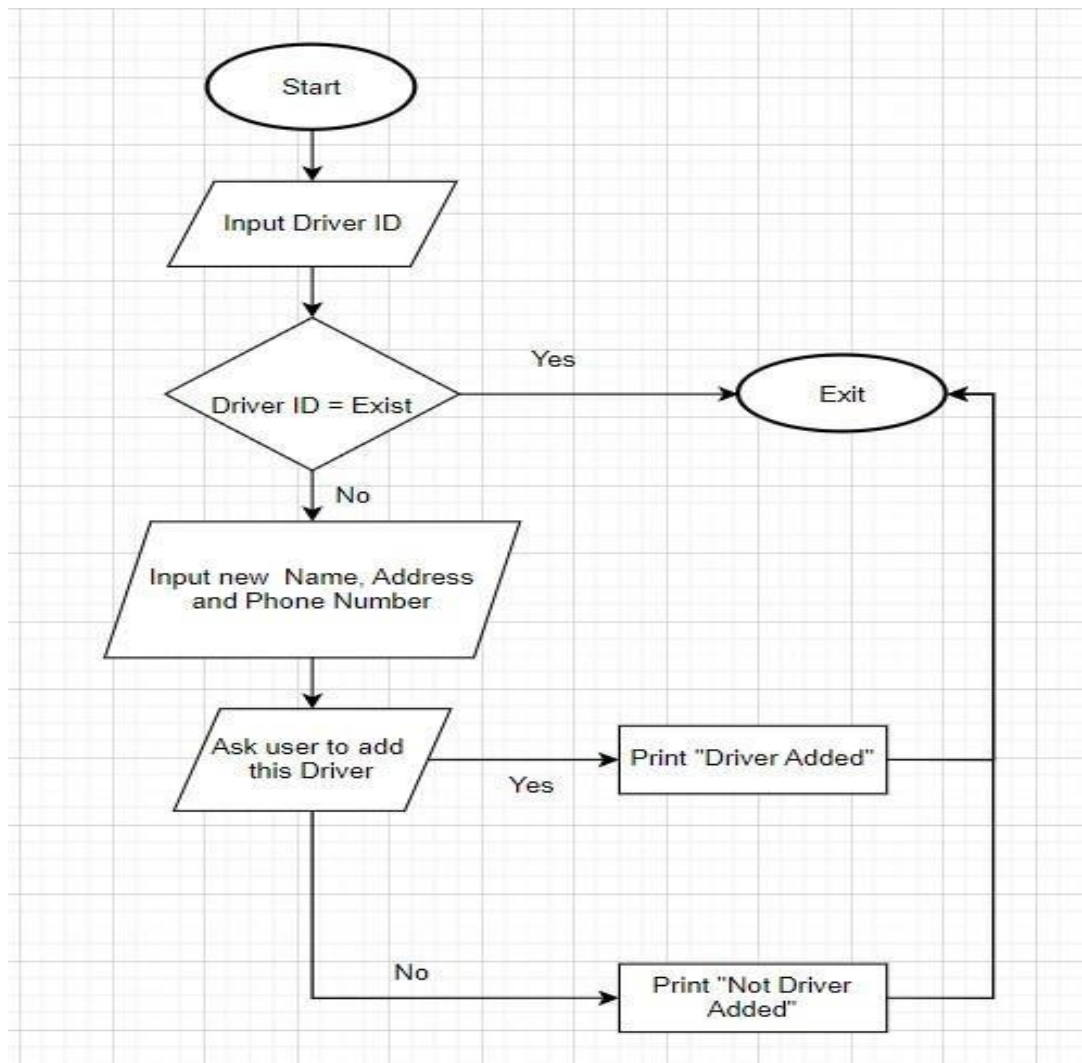 Start
Input Driver ID
Yes
Driver ID = Exist
Exit
No
Input new Name, Address
and Phone Number
Ask user to add
this Driver
Yes
Print "Driver Added"
No
Print "Not Driver
Added"